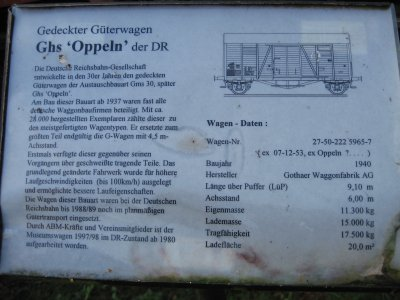 Gedeckter Güterwagen
Ghs 'Oppeln' der DR
Die Deutsche Reichsbahn-Gesellschaft
entwickelte in den 30er Jahren den gedeckten
Güterwagen der Austauschbauart Gms 30, später
Ghs 'Oppeln'.
Am Bau dieser Bauart ab 1937 waren fast alle
deutsche Waggonbaufirmen beteiligt. Mit ca.
28 000 hergestellten Exemplaren zählte dieser zu
den meistgefertigten Wagentypen. Er ersetzte zum
größten Teil endgültig die G-Wagen mit 4,5 m-
Achsstand.
Erstmals verfügte dieser gegenüber seinen
Vorgängern über geschweißte tragende Teile. Das
grundlegend geänderte Fahrwerk wurde für höhere
Laufgeschwindigkeiten (bis 100km/h) ausgelegt
und ermöglichte bessere Laufeigenschaften.
Die Wagen dieser Bauart waren bei der Deutschen
Reichsbahn bis 1988/89 noch im planmäßigen
Gütertransport eingesetzt.
Durch ABM-Kräfte und Vereinsmitglieder ist der
Museumswagen 1997/98 im DR-Zustand ab 1980
aufgearbeitet worden.
Wagen - Daten :
Wagen-Nr. 27-50-222 5965-7
( ex 07-12-53, ex Oppeln ?. . . . . )
Baujahr 1940
Hersteller Gothaer Waggonfabrik AG
Länge über Puffer (LüP) 9,10 m
Achsstand 6,00 m
Eigenmasse 11.300 kg
Lademasse 15.000 kg
Tragfähigkeit 17.500 kg
Ladefläche 20,0 m²